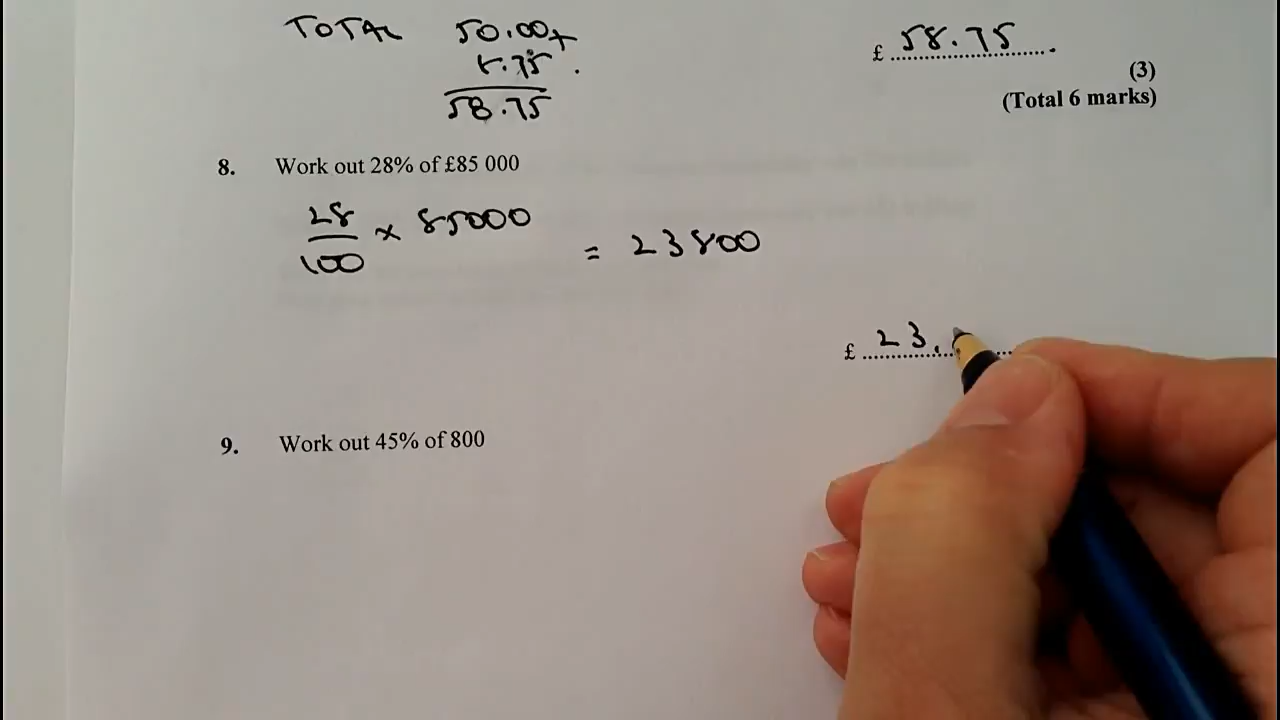 TOTAL 50.00+
8.75
58.75
£ 58.75
(3)
(Total 6 marks)
8. Work out 28% of £85 000
28
100
× 85000
= 23800
£ 23,
9. Work out 45% of 800